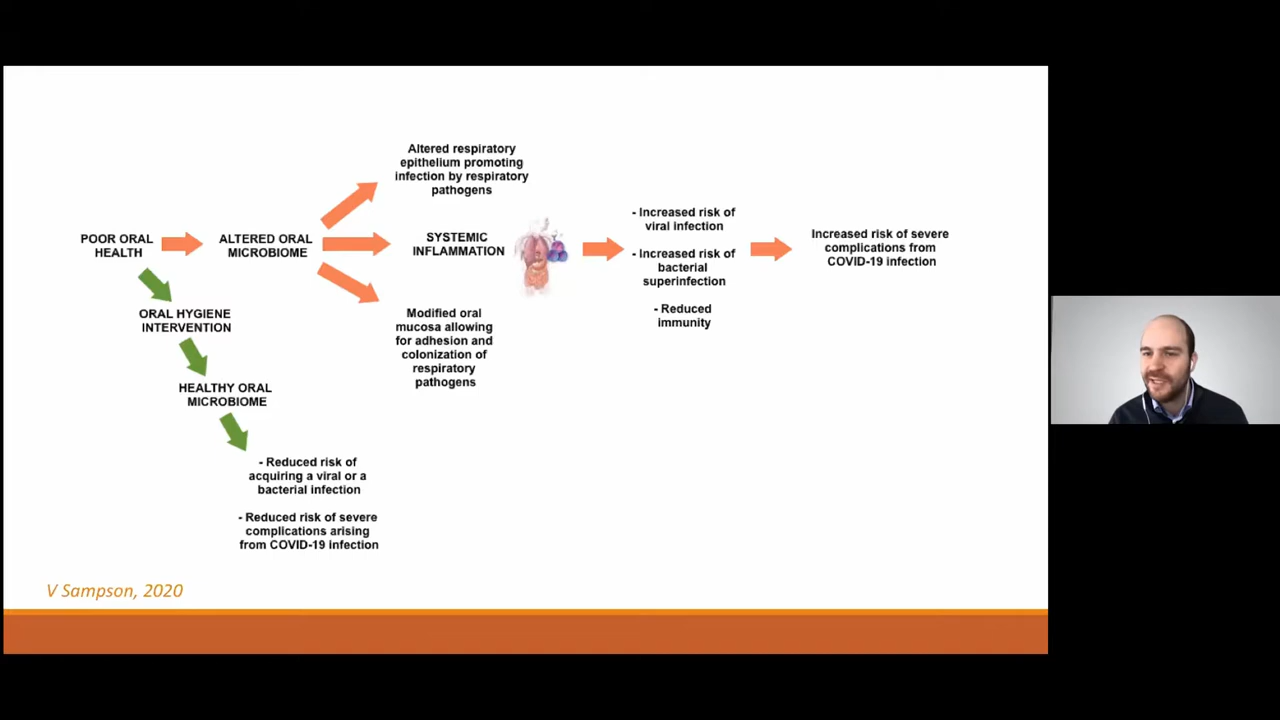 POOR ORAL
HEALTH
ALTERED ORAL
MICROBIOME
Altered respiratory
epithelium promoting
infection by respiratory
pathogens
SYSTEMIC
INFLAMMATION
Modified oral
mucosa allowing
for adhesion and
colonization of
respiratory
pathogens
- Increased risk of
viral infection
- Increased risk of
bacterial
superinfection
- Reduced
immunity
Increased risk of severe
complications from
COVID-19 infection
ORAL HYGIENE
INTERVENTION
HEALTHY ORAL
MICROBIOME
- Reduced risk of
acquiring a viral or a
bacterial infection
- Reduced risk of severe
complications arising
from COVID-19 infection
V Sampson, 2020